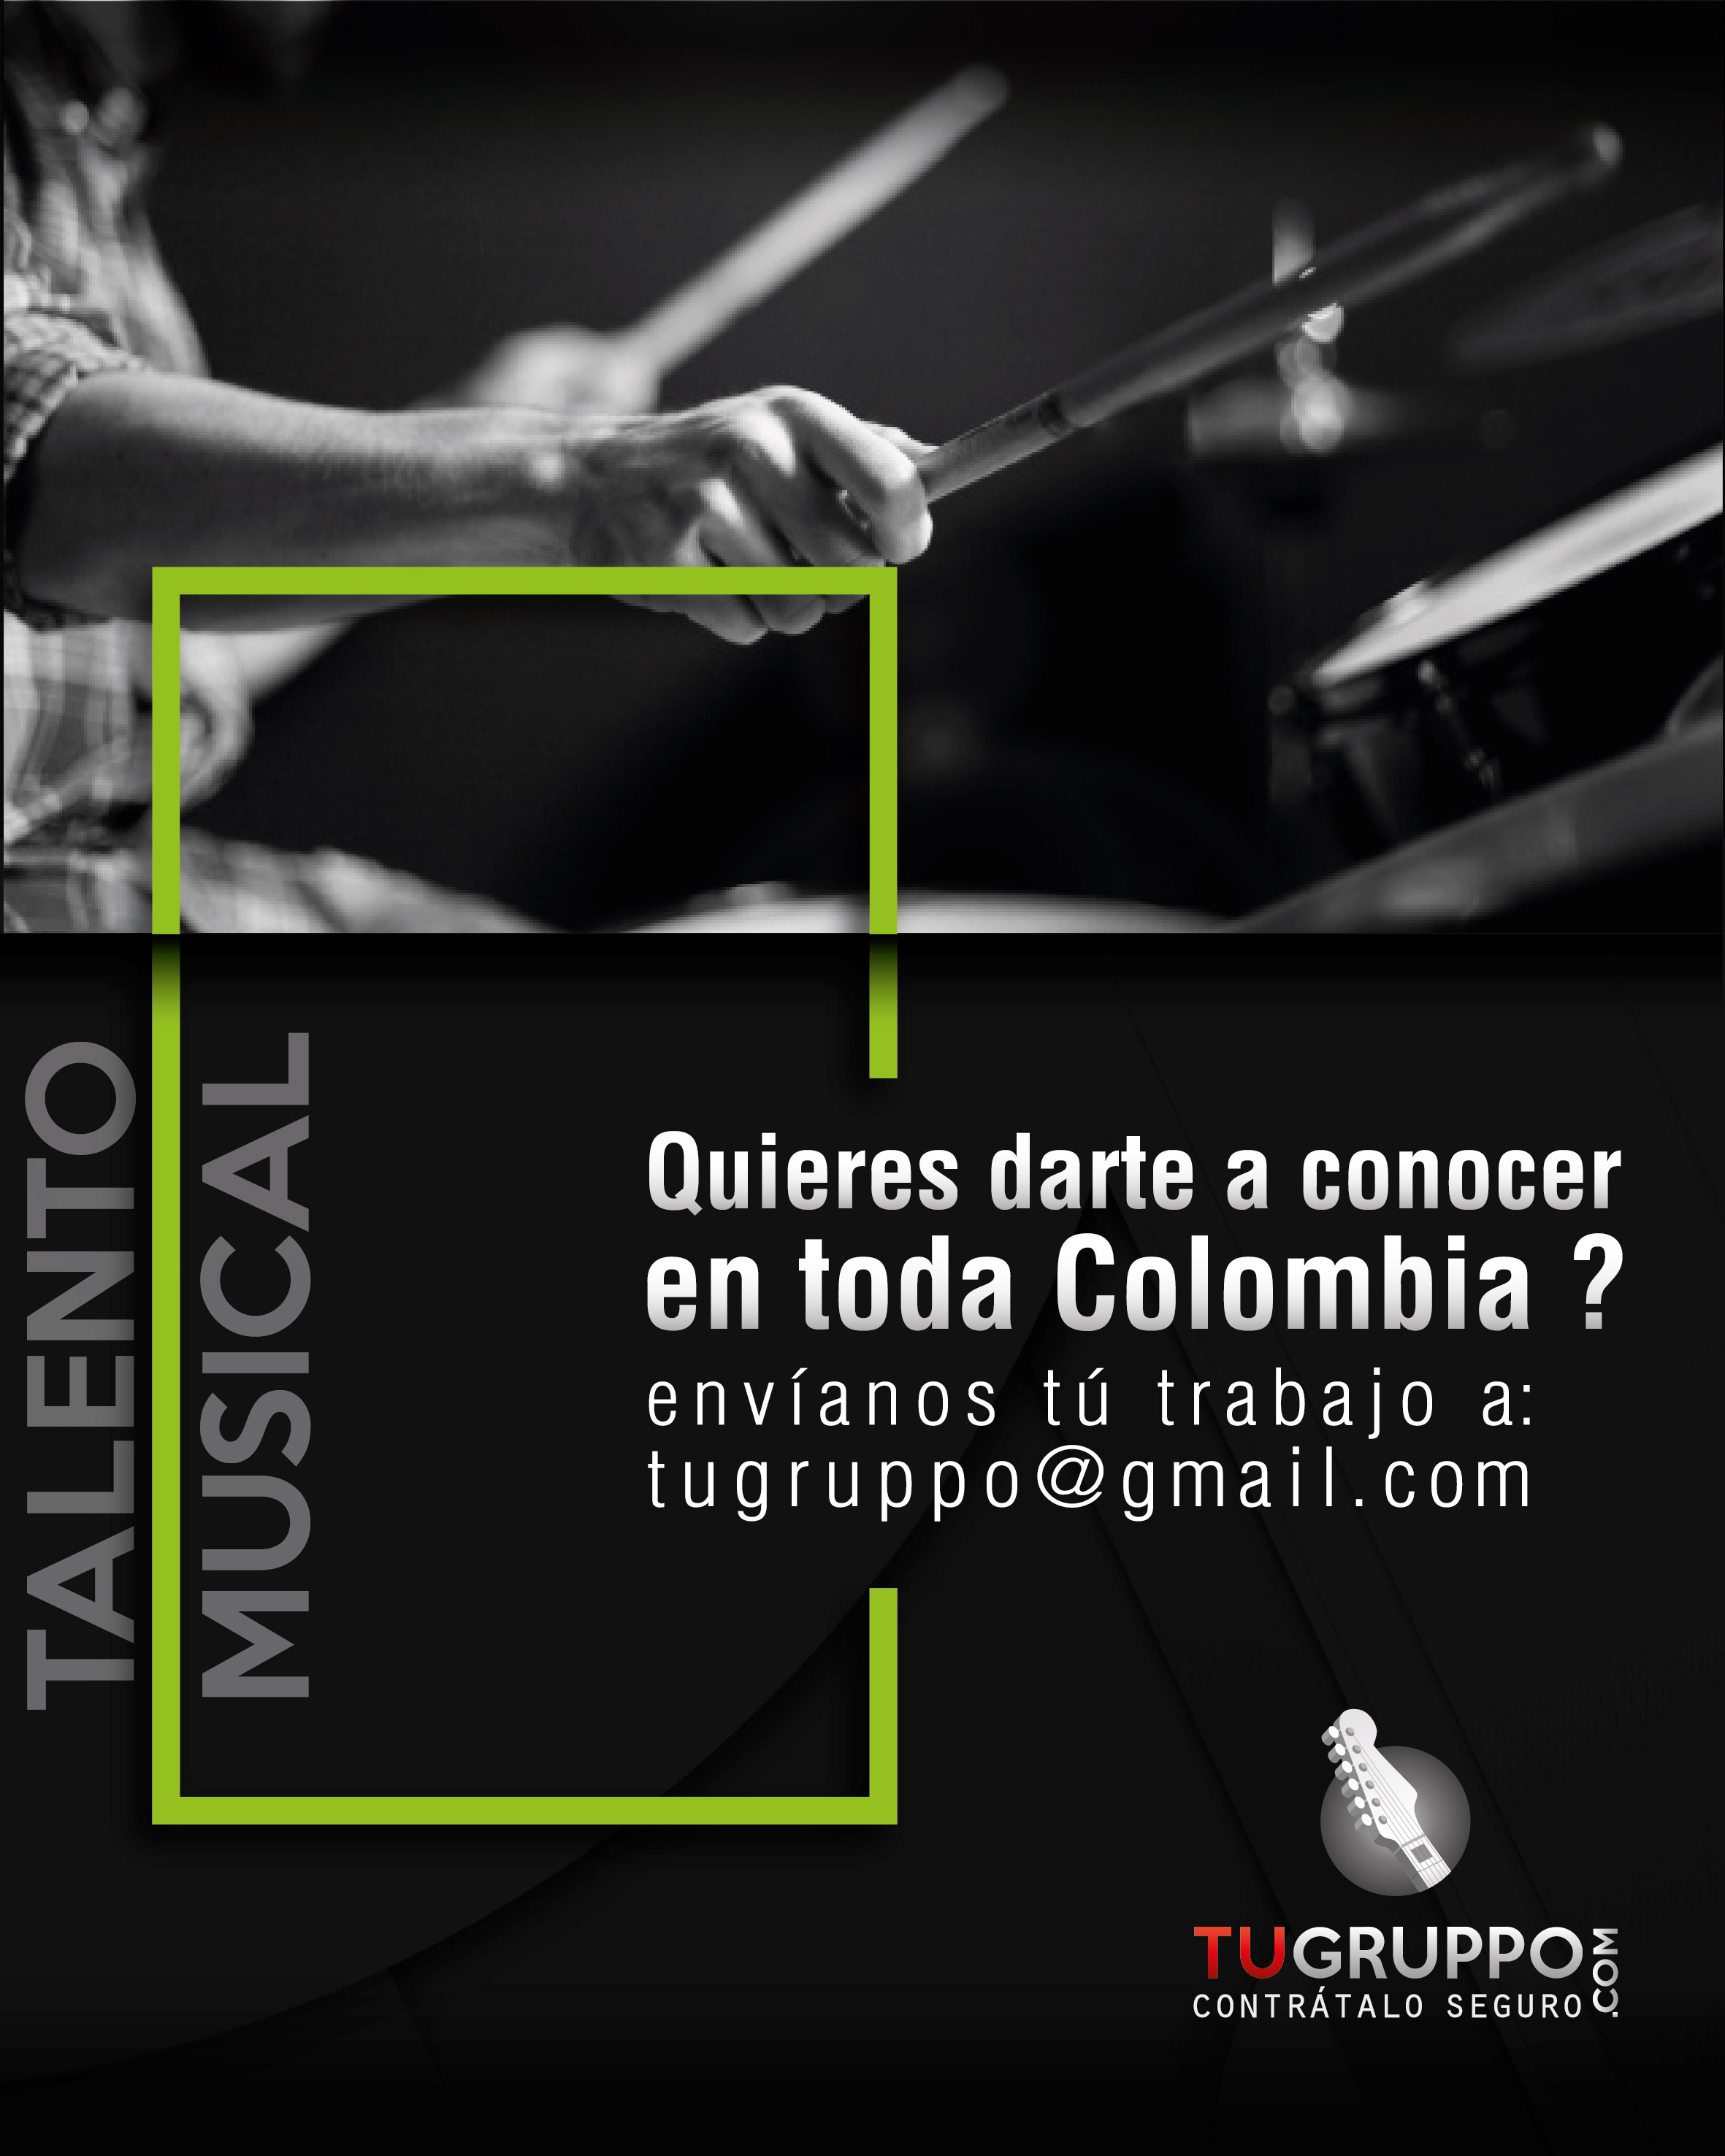 TALENTO
MUSICAL
Quieres darte a conocer
en toda Colombia ?
envíanos tú trabajo a:
tugruppo@gmail.com
TUGRUPPO.COM
CONTRÁTALO SEGURO